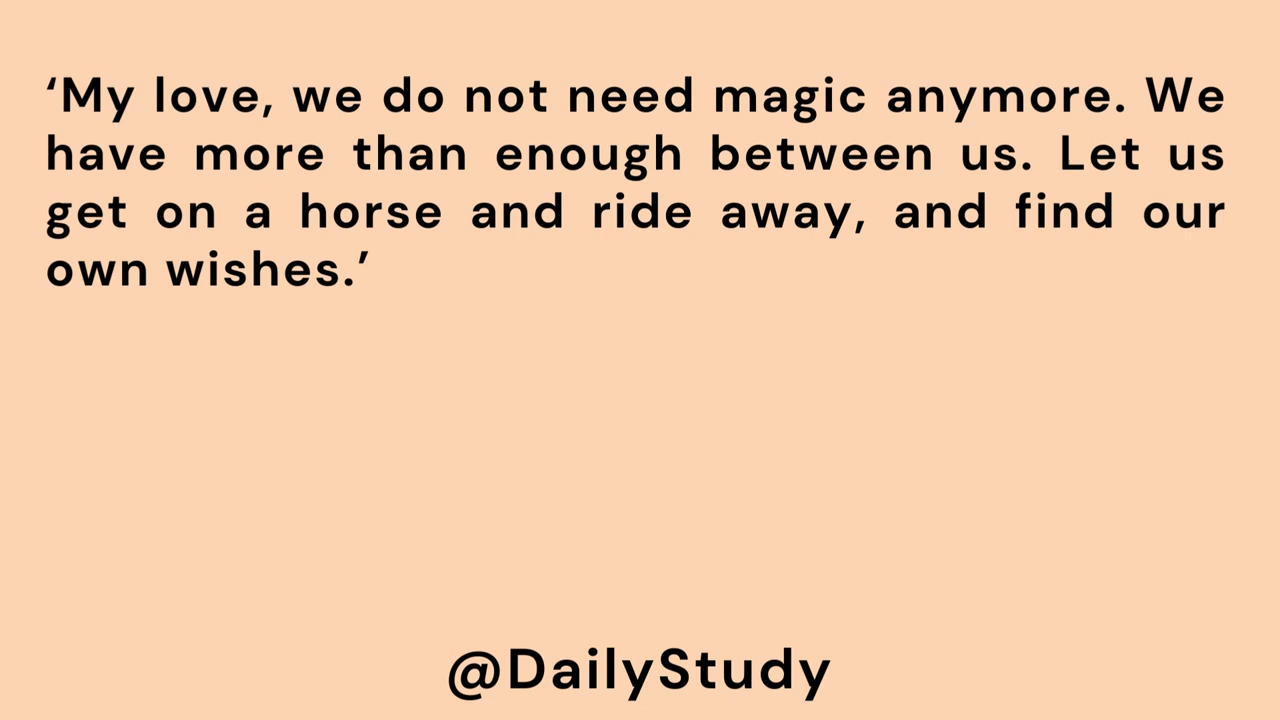 ‘My love, we do not need magic anymore. We
have more than enough between us. Let us
get on a horse and ride away, and find our
own wishes.’
@DailyStudy